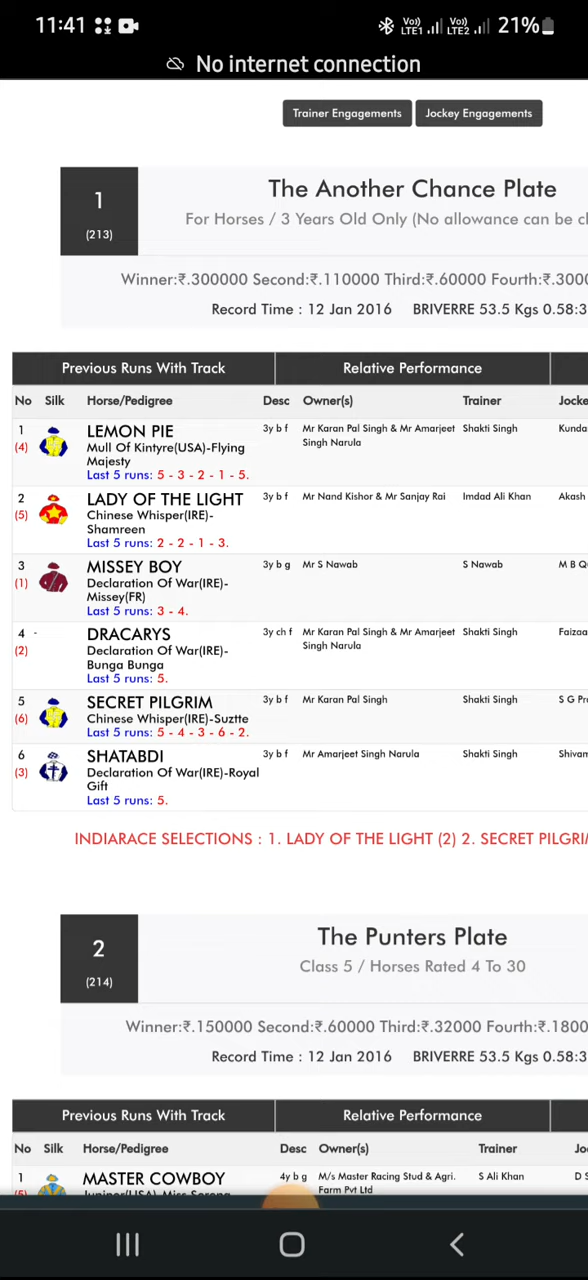 11:41
Vo)) LTE1 Vo)) LTE2 21%
No internet connection
Trainer Engagements Jockey Engagements
1
(213)
The Another Chance Plate
For Horses / 3 Years Old Only (No allowance can be
Winner:₹.300000 Second:₹.110000 Third:₹.60000 Fourth:₹.3000
Record Time : 12 Jan 2016 BRIVERRE 53.5 Kgs 0.58:3
Previous Runs With Track Relative Performance
No Silk Horse/Pedigree Desc Owner(s) Trainer Jocke
1 LEMON PIE 3y b f Mr Karan Pal Singh & Mr Amarjeet Shakti Singh Kunda
(4) Mull Of Kintyre(USA)-Flying Singh Narula
Majesty
Last 5 runs: 5 - 3 - 2 - 1 - 5.
2 LADY OF THE LIGHT 3y b f Mr Nand Kishor & Mr Sanjay Rai Imdad Ali Khan Akash
(5) Chinese Whisper(IRE)-
Shamreen
Last 5 runs: 2 - 2 - 1 - 3.
3 MISSEY BOY 3y b g Mr S Nawab S Nawab M B Q
(1) Declaration Of War(IRE)-
Missey(FR)
Last 5 runs: 3 - 4.
4 - DRACARYS 3y ch f Mr Karan Pal Singh & Mr Amarjeet Shakti Singh Faizaa
(2) Declaration Of War(IRE)- Singh Narula
Bunga Bunga
Last 5 runs: 5.
5 SECRET PILGRIM 3y b f Mr Karan Pal Singh Shakti Singh S G Pr
(6) Chinese Whisper(IRE)-Suztte
Last 5 runs: 5 - 4 - 3 - 6 - 2.
6 SHATABDI 3y b f Mr Amarjeet Singh Narula Shakti Singh Shivam
(3) Declaration Of War(IRE)-Royal
Gift
Last 5 runs: 5.
INDIARACE SELECTIONS : 1. LADY OF THE LIGHT (2) 2. SECRET PILGRI
2
(214)
The Punters Plate
Class 5 / Horses Rated 4 To 30
Winner:₹.150000 Second:₹.60000 Third:₹.32000 Fourth:₹.1800
Record Time : 12 Jan 2016 BRIVERRE 53.5 Kgs 0.58:3
Previous Runs With Track Relative Performance
No Silk Horse/Pedigree Desc Owner(s) Trainer Jo
1 MASTER COWBOY 4y b g M/s Master Racing Stud & Agri. S Ali Khan D S
Farm Pvt Ltd